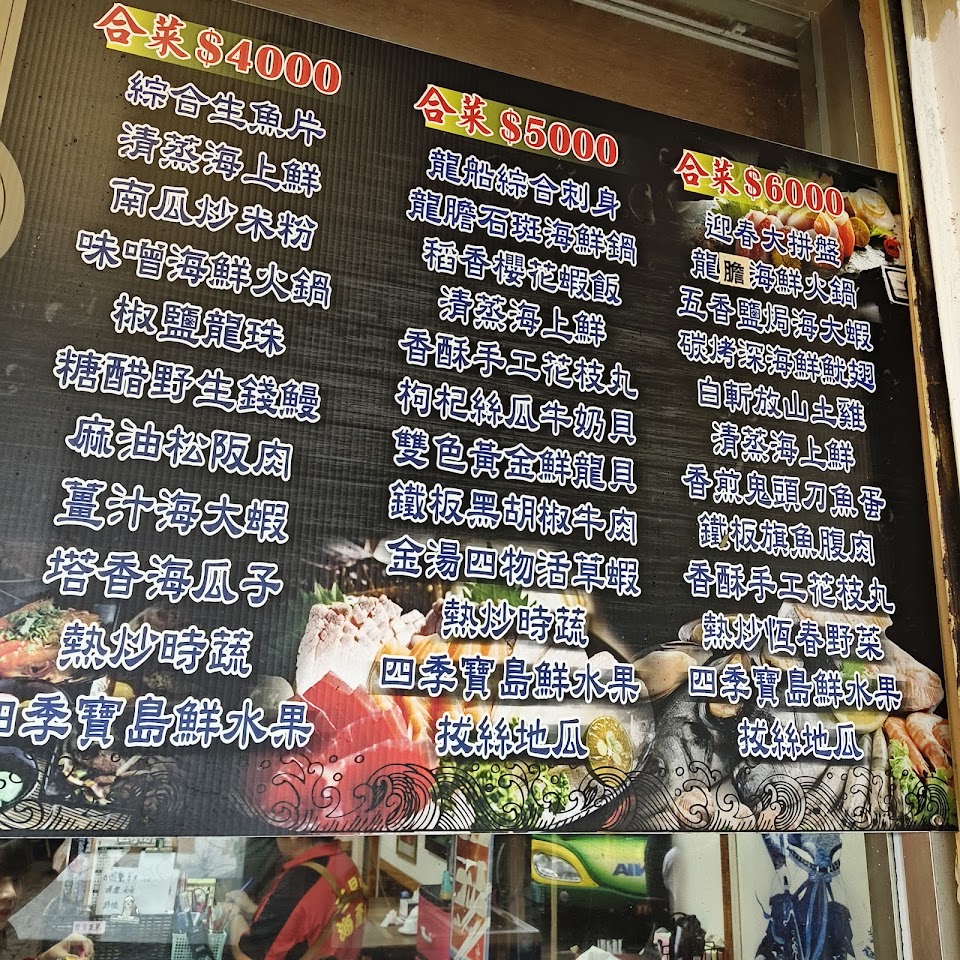 合菜$4000
綜合生魚片
清蒸海上鮮
南瓜炒米粉
味噌海鮮火鍋
椒鹽龍珠
糖醋野生錢鰻
麻油松阪肉
薑汁海大蝦
塔香海瓜子
熱炒時蔬
四季寶島鮮水果
合菜$5000
龍船綜合刺身
龍膽石斑海鮮鍋
稻香櫻花蝦飯
清蒸海上鮮
香酥手工花枝丸
枸杞絲瓜牛奶貝
雙色黃金鮮龍貝
鐵板黑胡椒牛肉
金湯四物活草蝦
熱炒時蔬
四季寶島鮮水果
拔絲地瓜
合菜$6000
迎春大拼盤
龍膽海鮮火鍋
五香鹽焗海大蝦
碳烤深海鮮魷翅
白斬放山土雞
清蒸海上鮮
香煎鬼頭刀魚蛋
鐵板旗魚腹肉
香酥手工花枝丸
熱炒恆春野菜
四季寶島鮮水果
拔絲地瓜